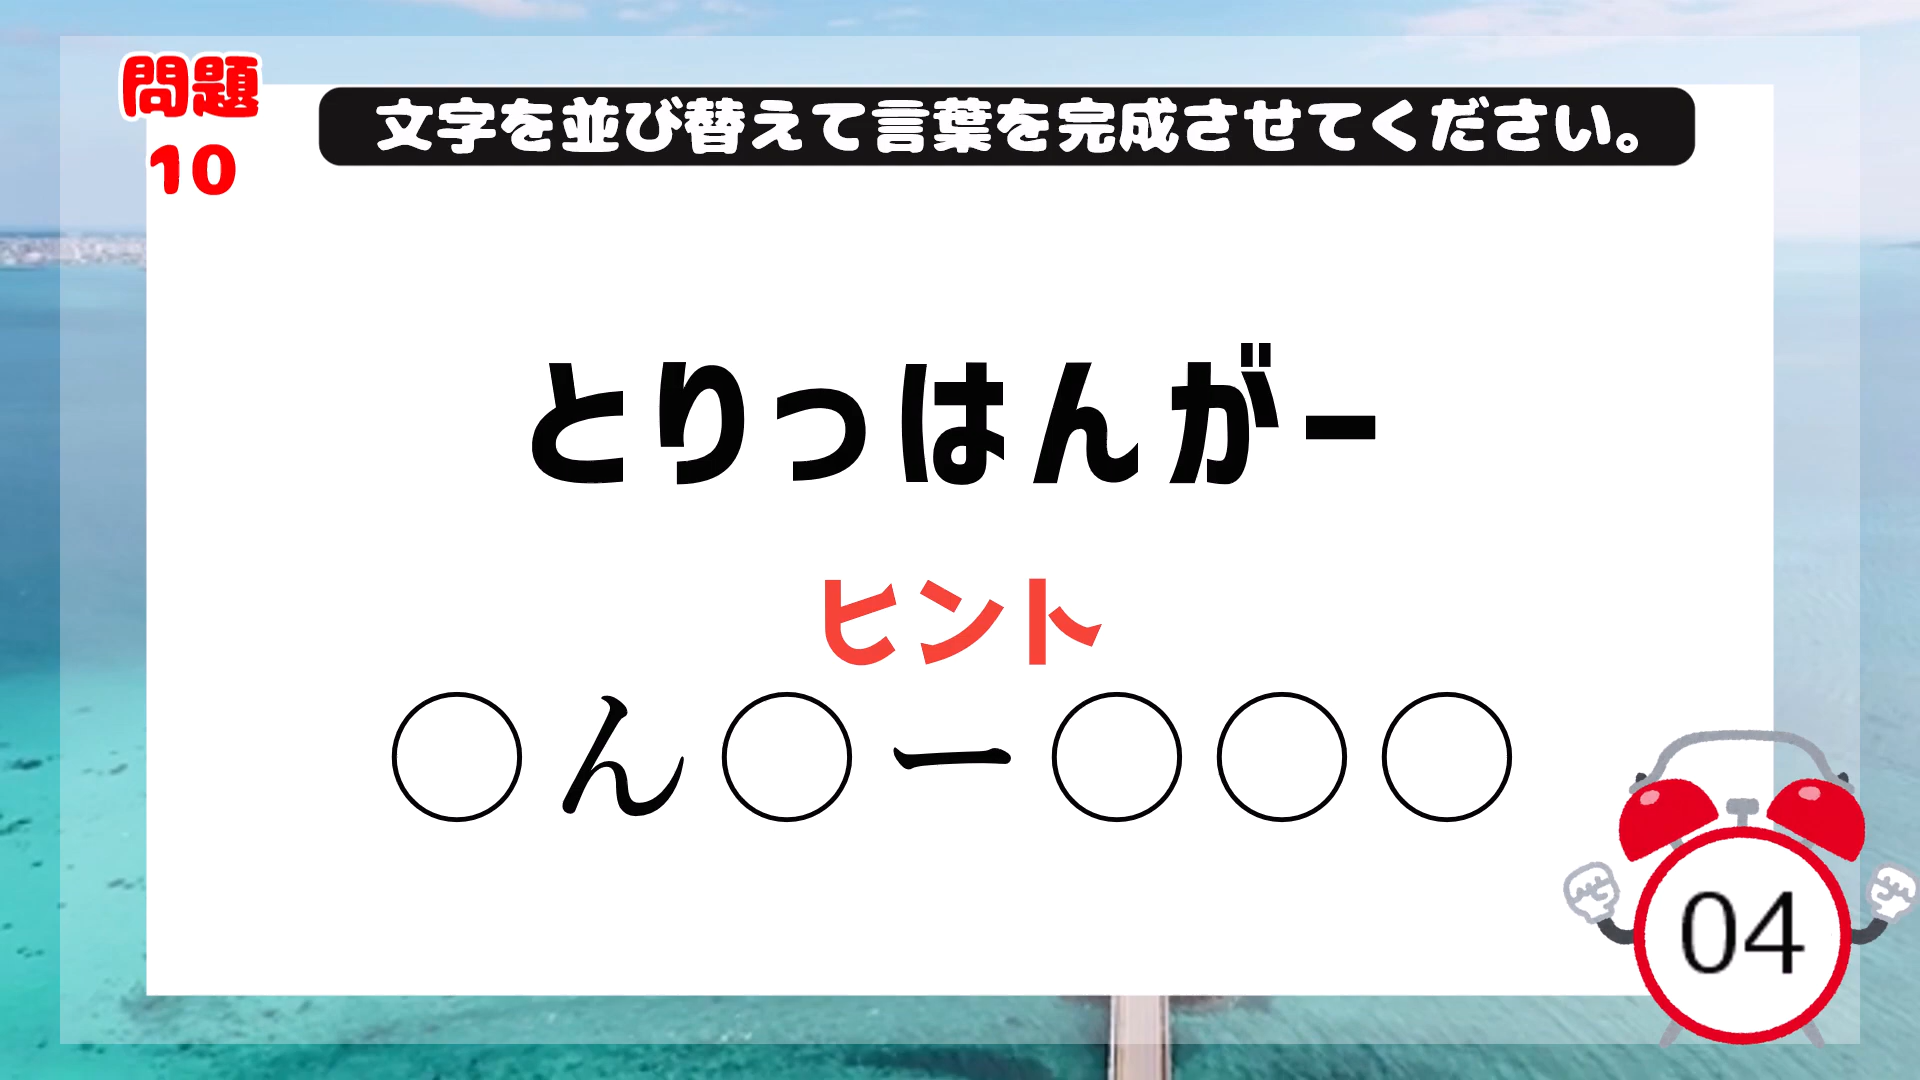 問題
10
文字を並び替えて言葉を完成させてください。
とりっはんがー
ヒント
○ん○ー○○○
04